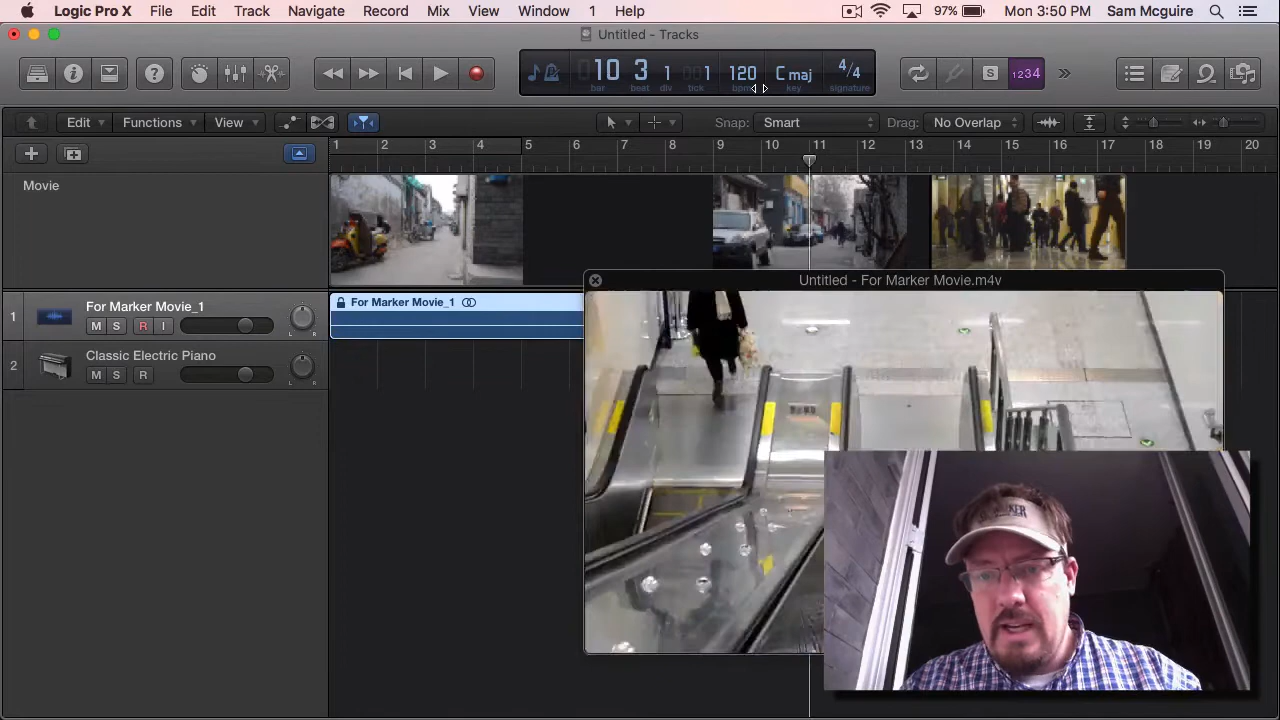 Logic Pro X File Edit Track Navigate Record Mix View Window 1 Help 97% Mon 3:50 PM Sam Mcguire
Untitled - Tracks
10 3 1 1 120 C maj 4/4
bar beat div tick bpm key signature
S 1234
Edit Functions View Snap: Smart Drag: No Overlap
1 2 3 4 5 6 7 8 9 10 11 12 13 14 15 16 17 18 19 20
Movie
Untitled - For Marker Movie.m4v
1 For Marker Movie_1 For Marker Movie_1
M S R I L R
2 Classic Electric Piano
M S R L R